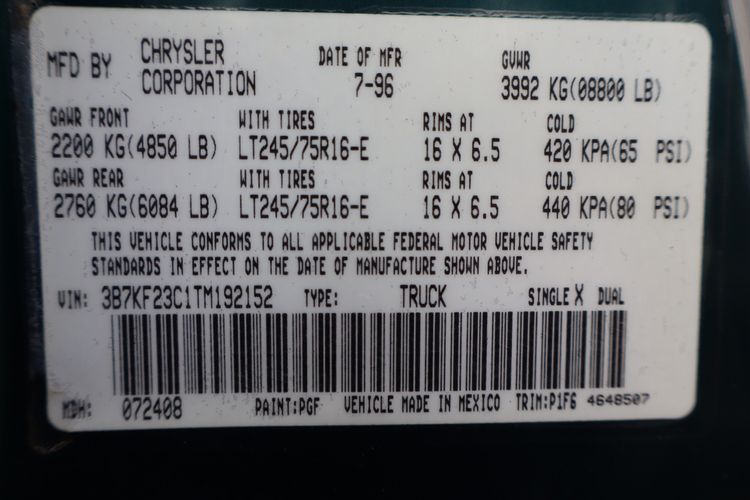 MFD BY CHRYSLER CORPORATION DATE OF MFR 7-96 GVWR 3992 KG(08800 LB)
GAWR FRONT WITH TIRES RIMS AT COLD
2200 KG(4850 LB) LT245/75R16-E 16 X 6.5 420 KPA(65 PSI)
GAWR REAR WITH TIRES RIMS AT COLD
2760 KG(6084 LB) LT245/75R16-E 16 X 6.5 440 KPA(80 PSI)
THIS VEHICLE CONFORMS TO ALL APPLICABLE FEDERAL MOTOR VEHICLE SAFETY
STANDARDS IN EFFECT ON THE DATE OF MANUFACTURE SHOWN ABOVE.
VIN: 3B7KF23C1TM192152 TYPE: TRUCK SINGLE X DUAL
MDH: 072408 PAINT:PGF VEHICLE MADE IN MEXICO TRIM:P1F6 4648507